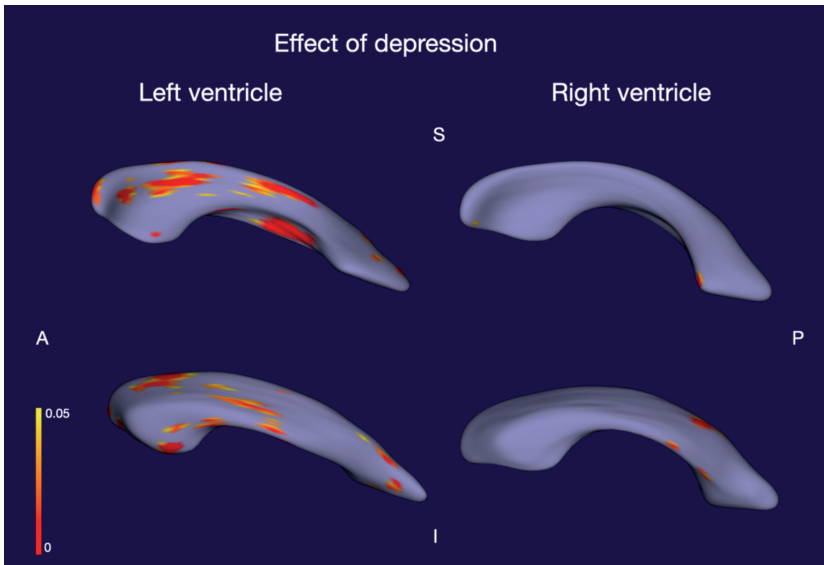 Effect of depression
Left ventricle
Right ventricle
S
A
P
0.05
0
I